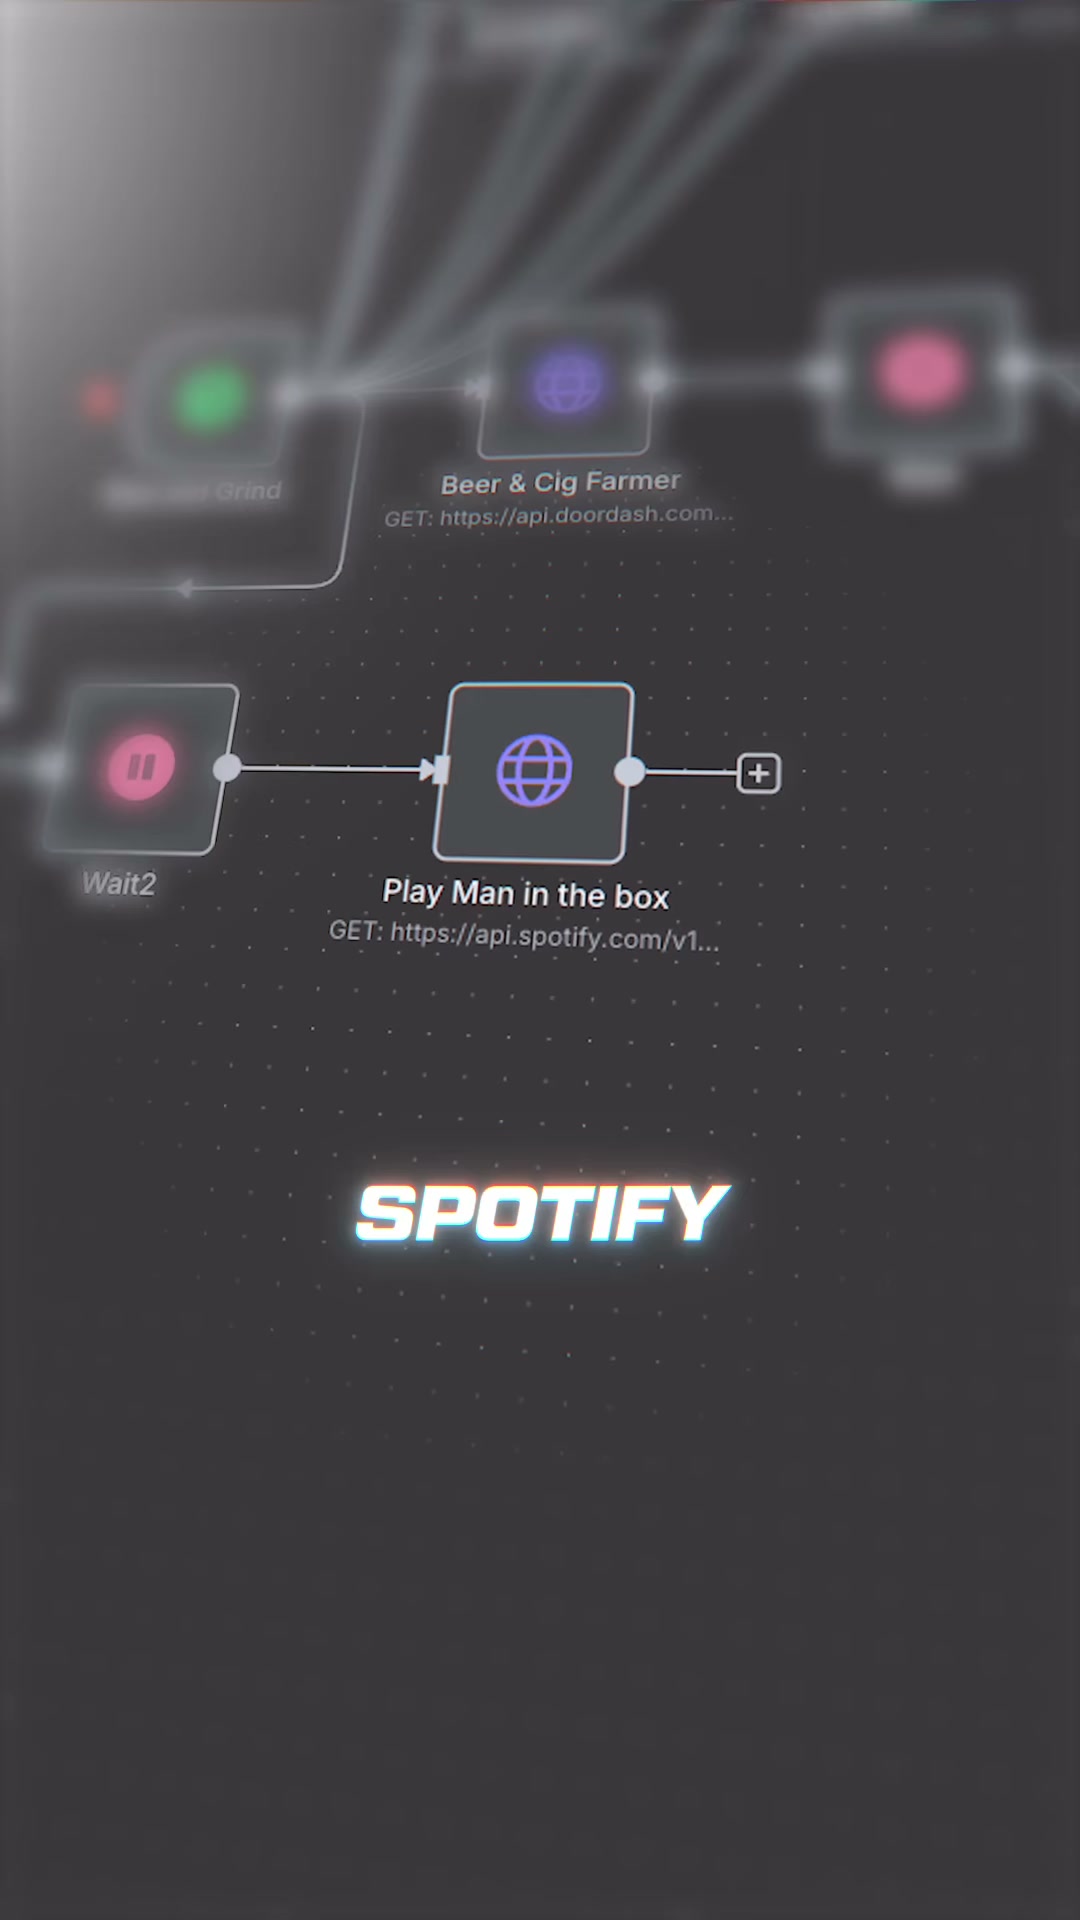 Grind
Beer & Cig Farmer
GET: https://api.doordash.com...
Wait2
Play Man in the box
GET: https://api.spotify.com/v1...
SPOTIFY